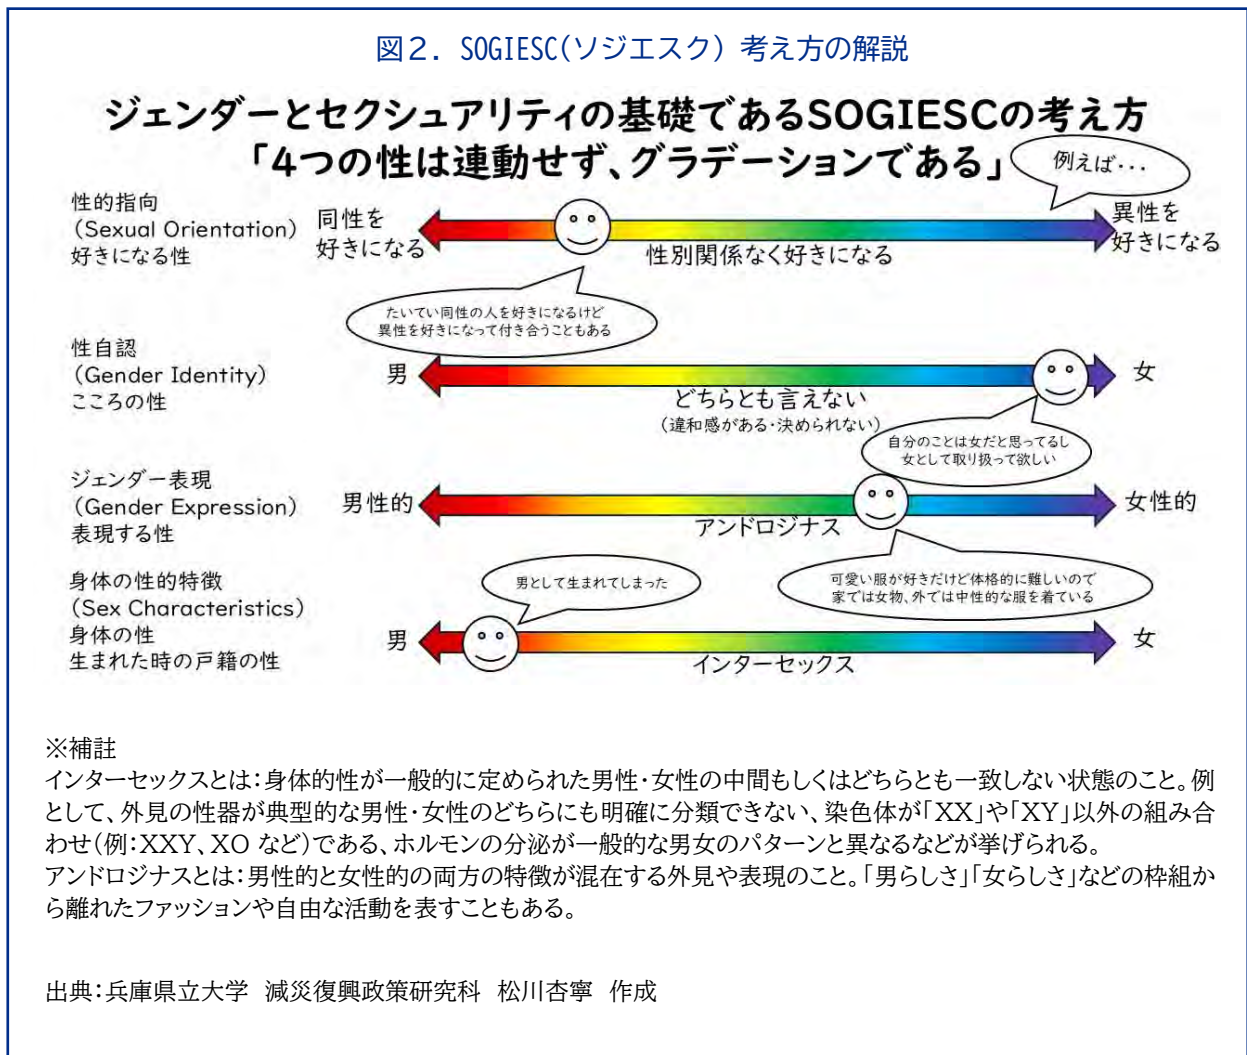 図２．SOGIESC(ソジエスク) 考え方の解説
ジェンダーとセクシュアリティの基礎であるSOGIESCの考え方
「4つの性は連動せず、グラデーションである」
例えば・・・
性的指向
（Sexual Orientation）
好きになる性
同性を
好きになる
性別関係なく好きになる
異性を
好きになる
たいてい同性の人を好きになるけど
異性を好きになって付き合うこともある
性自認
（Gender Identity）
こころの性
男
どちらとも言えない
（違和感がある・決められない）
女
自分のことは女だと思ってるし
女として取り扱って欲しい
ジェンダー表現
（Gender Expression）
表現する性
男性的
アンドロジナス
女性的
可愛い服が好きだけど体格的に難しいので
家では女物、外では中性的な服を着ている
身体の性的特徴
（Sex Characteristics）
身体の性
生まれた時の戸籍の性
男として生まれてしまった
男
インターセックス
女
※補註
インターセックスとは：身体的性が一般的に定められた男性・女性の中間もしくはどちらとも一致しない状態のこと。例
として、外見の性器が典型的な男性・女性のどちらにも明確に分類できない、染色体が「XX」や「XY」以外の組み合
わせ（例：XXY、XO など）である、ホルモンの分泌が一般的な男女のパターンと異なるなどが挙げられる。
アンドロジナスとは：男性的と女性的の両方の特徴が混在する外見や表現のこと。「男らしさ」「女らしさ」などの枠組か
ら離れたファッションや自由な活動を表すこともある。
出典：兵庫県立大学 減災復興政策研究科 松川杏寧 作成